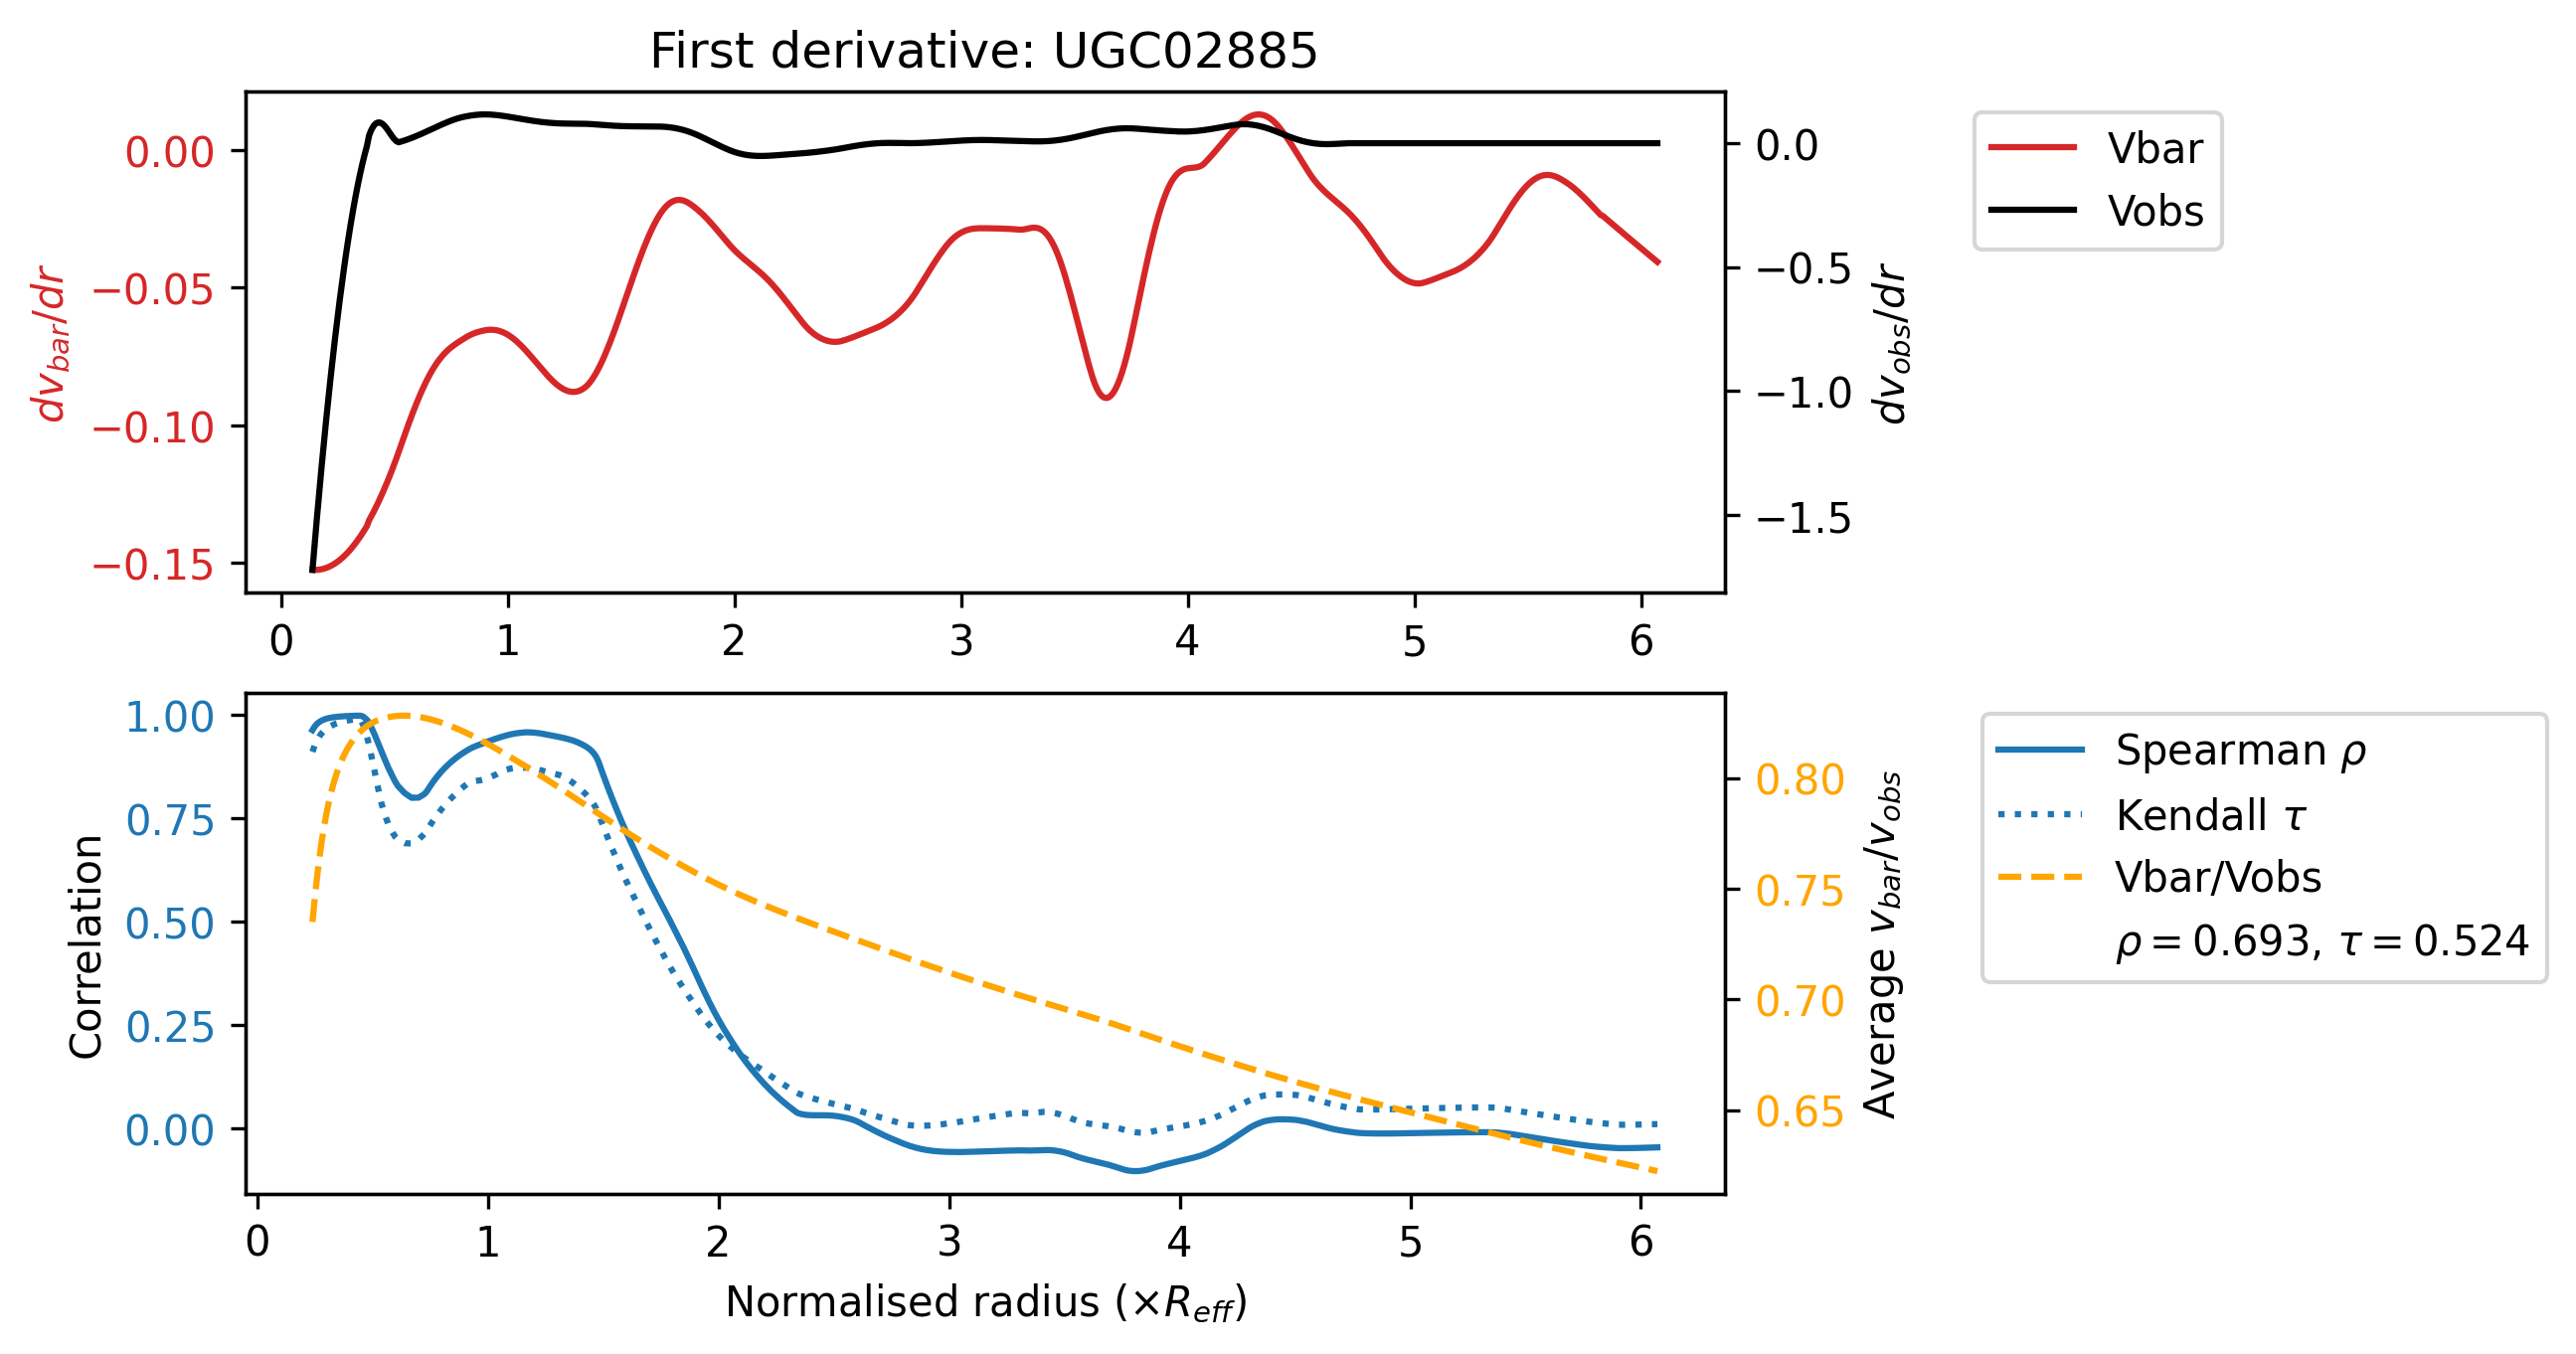 First derivative: UGC02885
0.00
−0.05
−0.10
−0.15
dv_bar/dr
0.0
−0.5
−1.0
−1.5
dv_obs/dr
0 1 2 3 4 5 6
Vbar
Vobs
1.00
0.75
0.50
0.25
0.00
Correlation
0.80
0.75
0.70
0.65
Average v_bar/v_obs
0 1 2 3 4 5 6
Normalised radius (×R_eff)
Spearman ρ
Kendall τ
Vbar/Vobs
ρ = 0.693, τ = 0.524